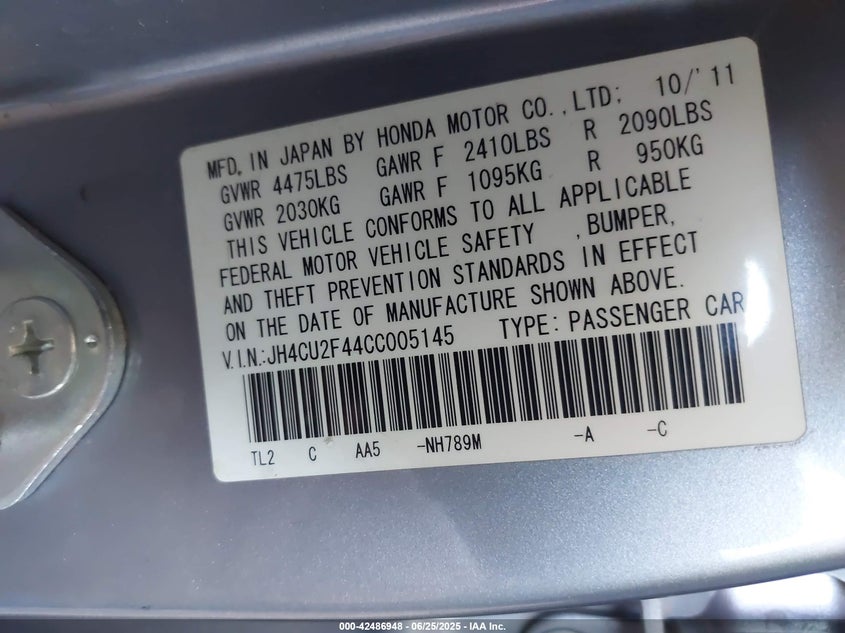 MFD. IN JAPAN BY HONDA MOTOR CO.,LTD; 10/'11
GVWR 4475LBS GAWR F 2410LBS R 2090LBS
GVWR 2030KG GAWR F 1095KG R 950KG
THIS VEHICLE CONFORMS TO ALL APPLICABLE
FEDERAL MOTOR VEHICLE SAFETY ,BUMPER,
AND THEFT PREVENTION STANDARDS IN EFFECT
ON THE DATE OF MANUFACTURE SHOWN ABOVE.
V.I.N.:JH4CU2F44CC005145 TYPE: PASSENGER CAR
TL2 C AA5 -NH789M -A -C
000-42486948 - 06/25/2025 - IAA Inc.